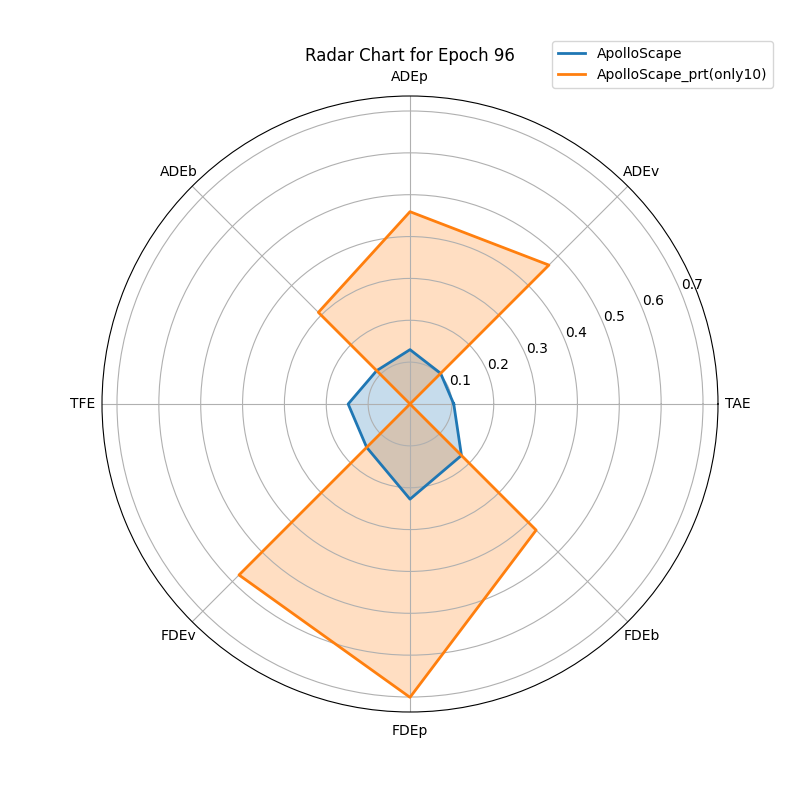 Radar Chart for Epoch 96
ApolloScape
ApolloScape_prt(only10)
ADEp
ADEb
ADEv
0.7
0.6
0.5
0.4
0.3
0.2
0.1
TFE
TAE
FDEv
FDEb
FDEp